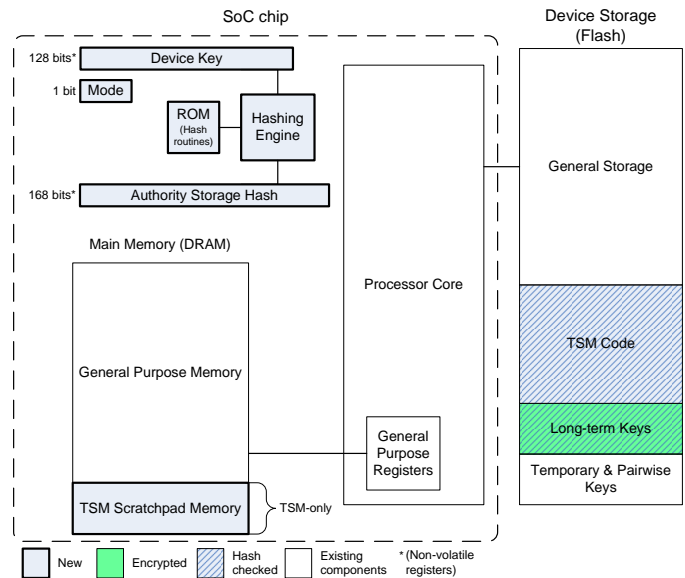 SoC chip
Device Storage
(Flash)
128 bits*
Device Key
1 bit
Mode
ROM
(Hash
routines)
Hashing
Engine
168 bits*
Authority Storage Hash
General Storage
Main Memory (DRAM)
Processor Core
General Purpose Memory
TSM Code
General
Purpose
Registers
Long-term Keys
Temporary & Pairwise
Keys
TSM Scratchpad Memory
TSM-only
New
Encrypted
Hash
checked
Existing
components
* (Non-volatile
registers)